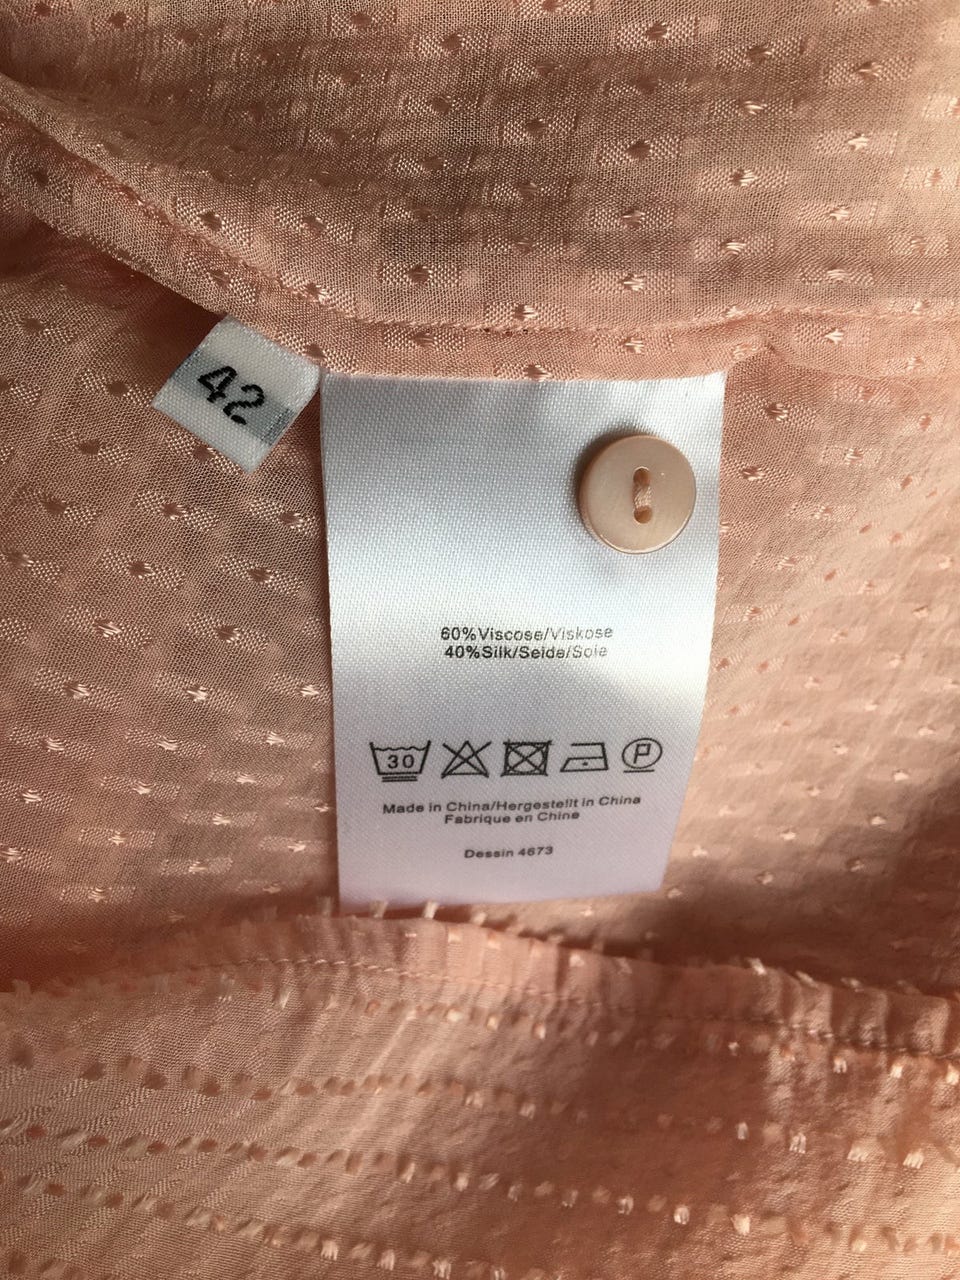 42
60%Viscose/Viskose
40%Silk/Seide/Soie
30
P
Made in China/Hergestellt in China
Fabrique en Chine
Dessin 4673